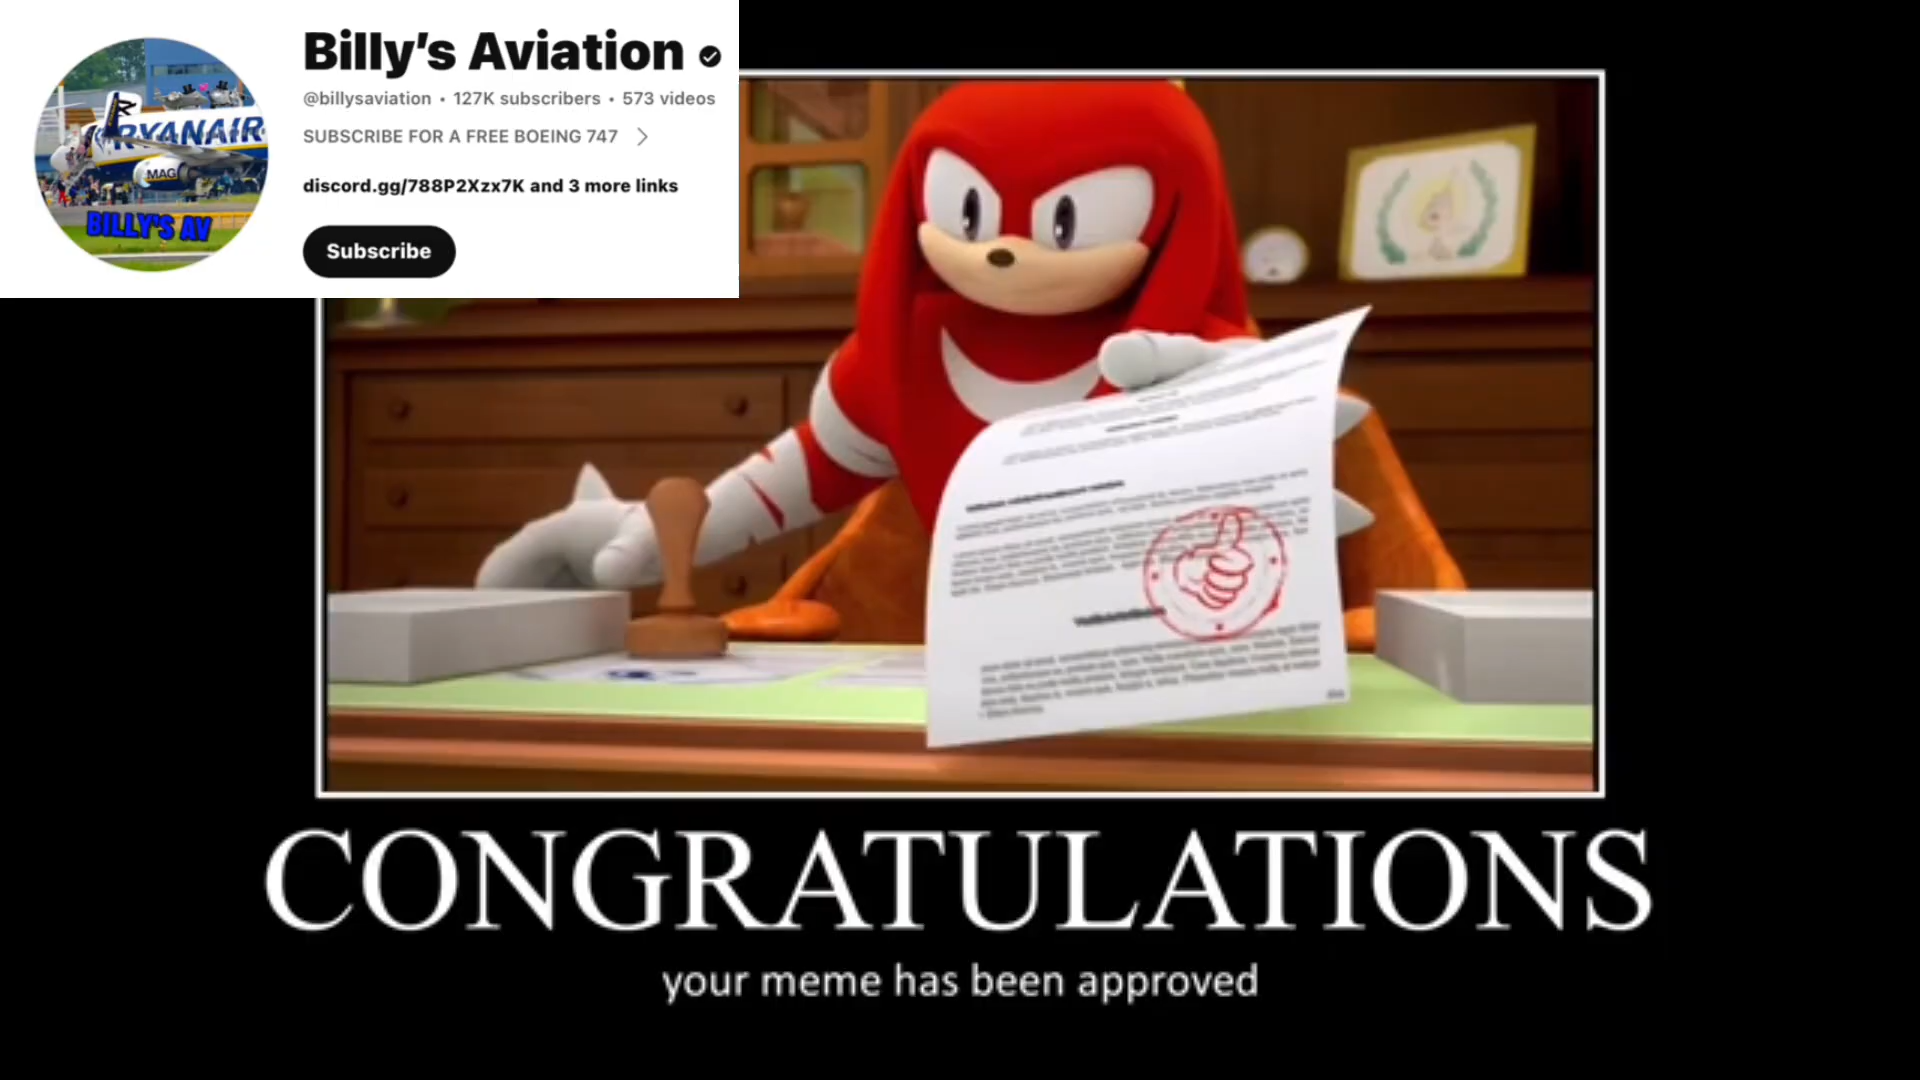 Billy's Aviation
@billysaviation • 127K subscribers • 573 videos
SUBSCRIBE FOR A FREE BOEING 747
discord.gg/788P2Xzx7K and 3 more links
Subscribe
RYANAIR
MAG
BILLY'S AV
CONGRATULATIONS
your meme has been approved